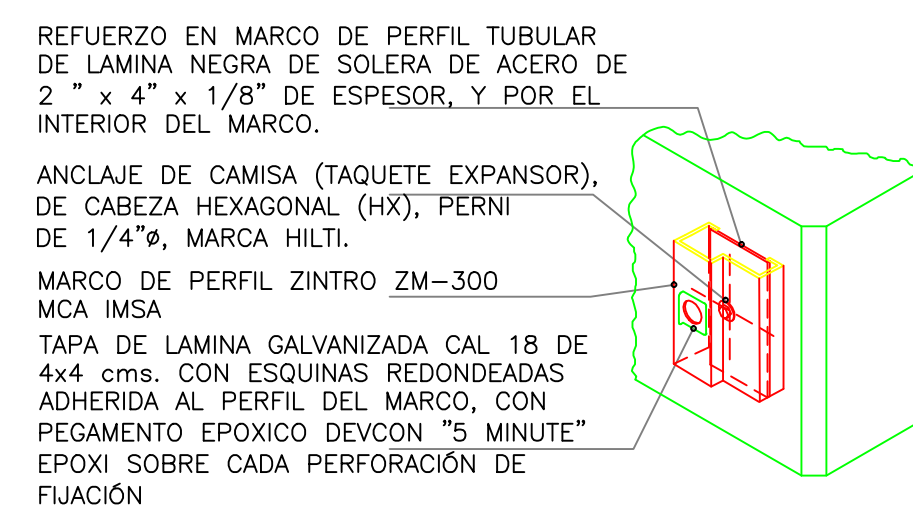 REFUERZO EN MARCO DE PERFIL TUBULAR
DE LAMINA NEGRA DE SOLERA DE ACERO DE
2 ” x 4” x 1/8” DE ESPESOR, Y POR EL
INTERIOR DEL MARCO.
ANCLAJE DE CAMISA (TAQUETE EXPANSOR),
DE CABEZA HEXAGONAL (HX), PERNI
DE 1/4”ø, MARCA HILTI.
MARCO DE PERFIL ZINTRO ZM-300
MCA IMSA
TAPA DE LAMINA GALVANIZADA CAL 18 DE
4x4 cms. CON ESQUINAS REDONDEADAS
ADHERIDA AL PERFIL DEL MARCO, CON
PEGAMENTO EPOXICO DEVCON ”5 MINUTE”
EPOXI SOBRE CADA PERFORACIÓN DE
FIJACIÓN